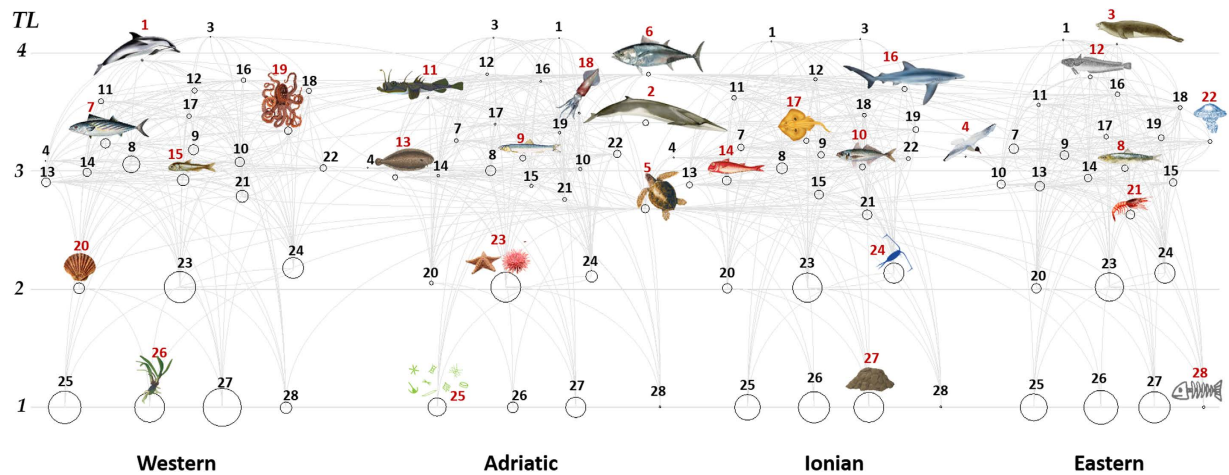 TL
1 3 3 1 6 1 3 1 3
4
12 16 19 18 11 12 16 18 12 16 12
11 7 17 2 11 17 18 11 16 18 22
9 8 15 10 14 4 13 22 21
7 17 9 19 8 15 10 22 21 4 13 14
7 9 10 19 22 4 14 13 8 15 21
7 17 9 8 19 10 14 13 15
3
5
20 23 24 20 23 24 20 23 24 20 23 24
2
25 26 27 28 25 26 27 28 25 26 27 28 25 26 27 28
1
Western Adriatic Ionian Eastern